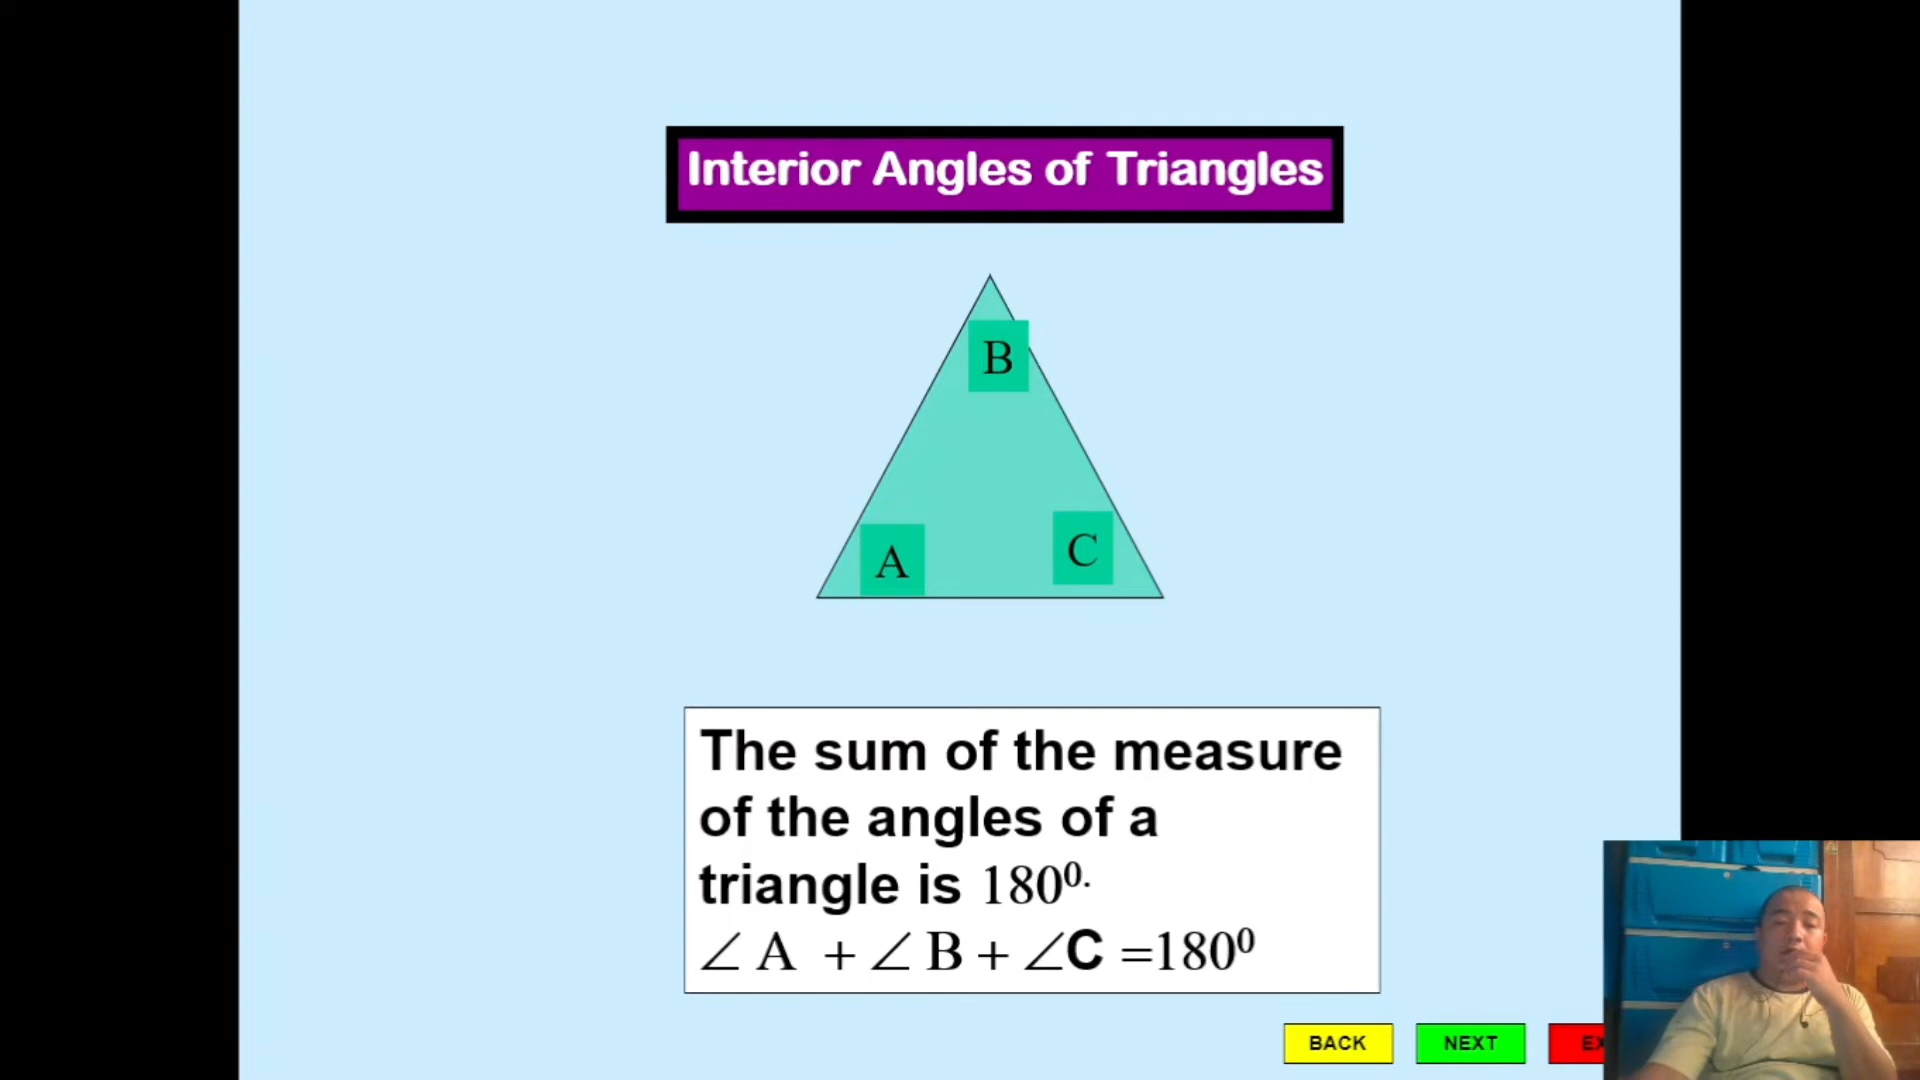 Interior Angles of Triangles
B
A
C
The sum of the measure
of the angles of a
triangle is 180⁰·
∠ A + ∠ B + ∠C =180⁰
BACK NEXT